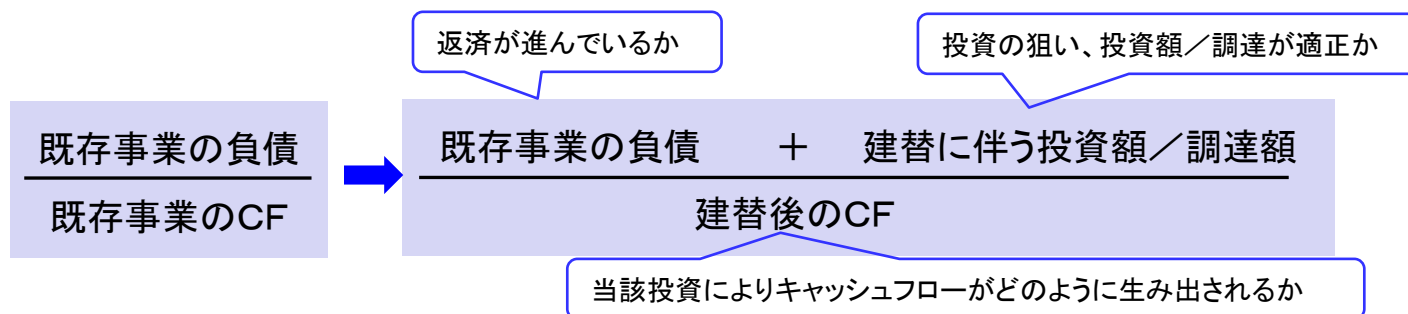 返済が進んでいるか
投資の狙い、投資額／調達が適正か
既存事業の負債
既存事業のCF
既存事業の負債　＋　建替に伴う投資額／調達額
建替後のCF
当該投資によりキャッシュフローがどのように生み出されるか